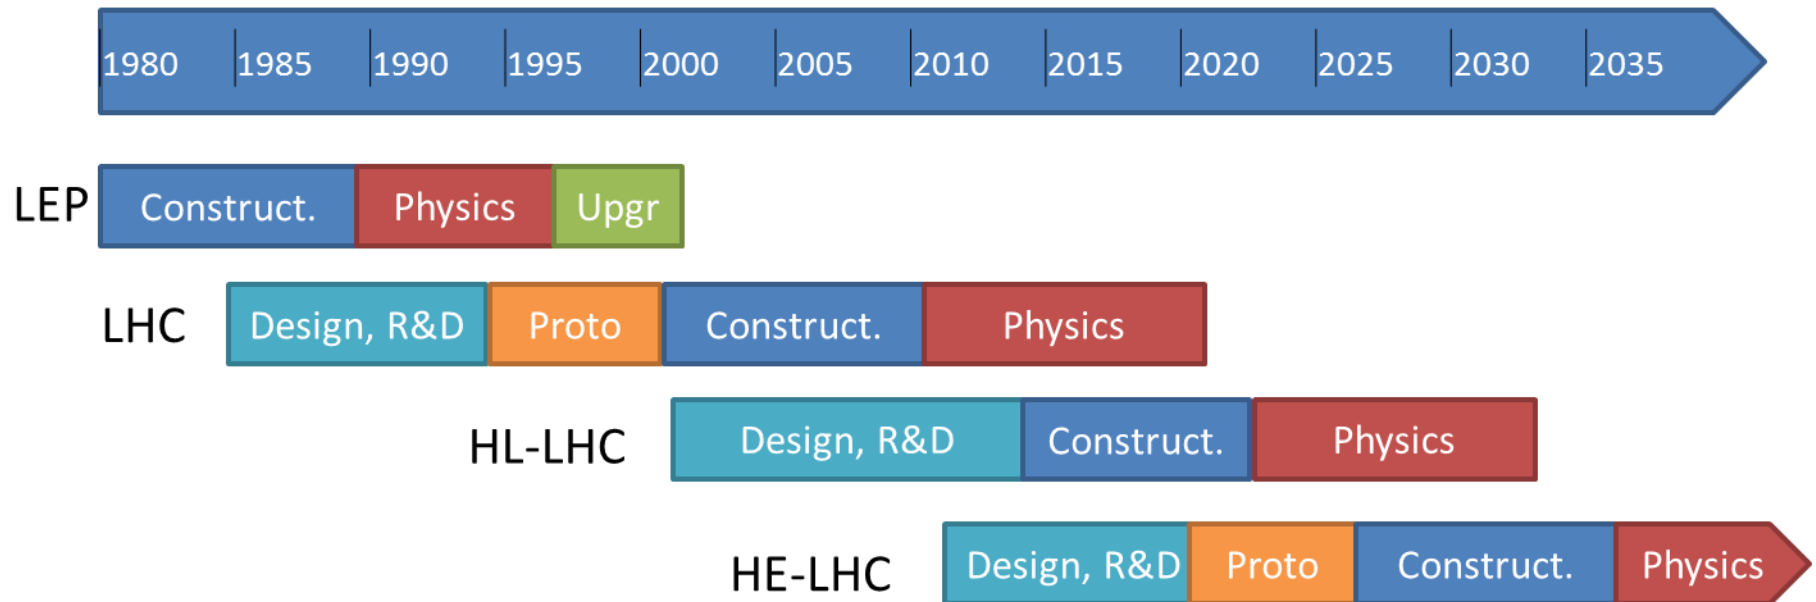 1980 1985 1990 1995 2000 2005 2010 2015 2020 2025 2030 2035
LEP Construct. Physics Upgr
LHC Design, R&D Proto Construct. Physics
HL-LHC Design, R&D Construct. Physics
HE-LHC Design, R&D Proto Construct. Physics